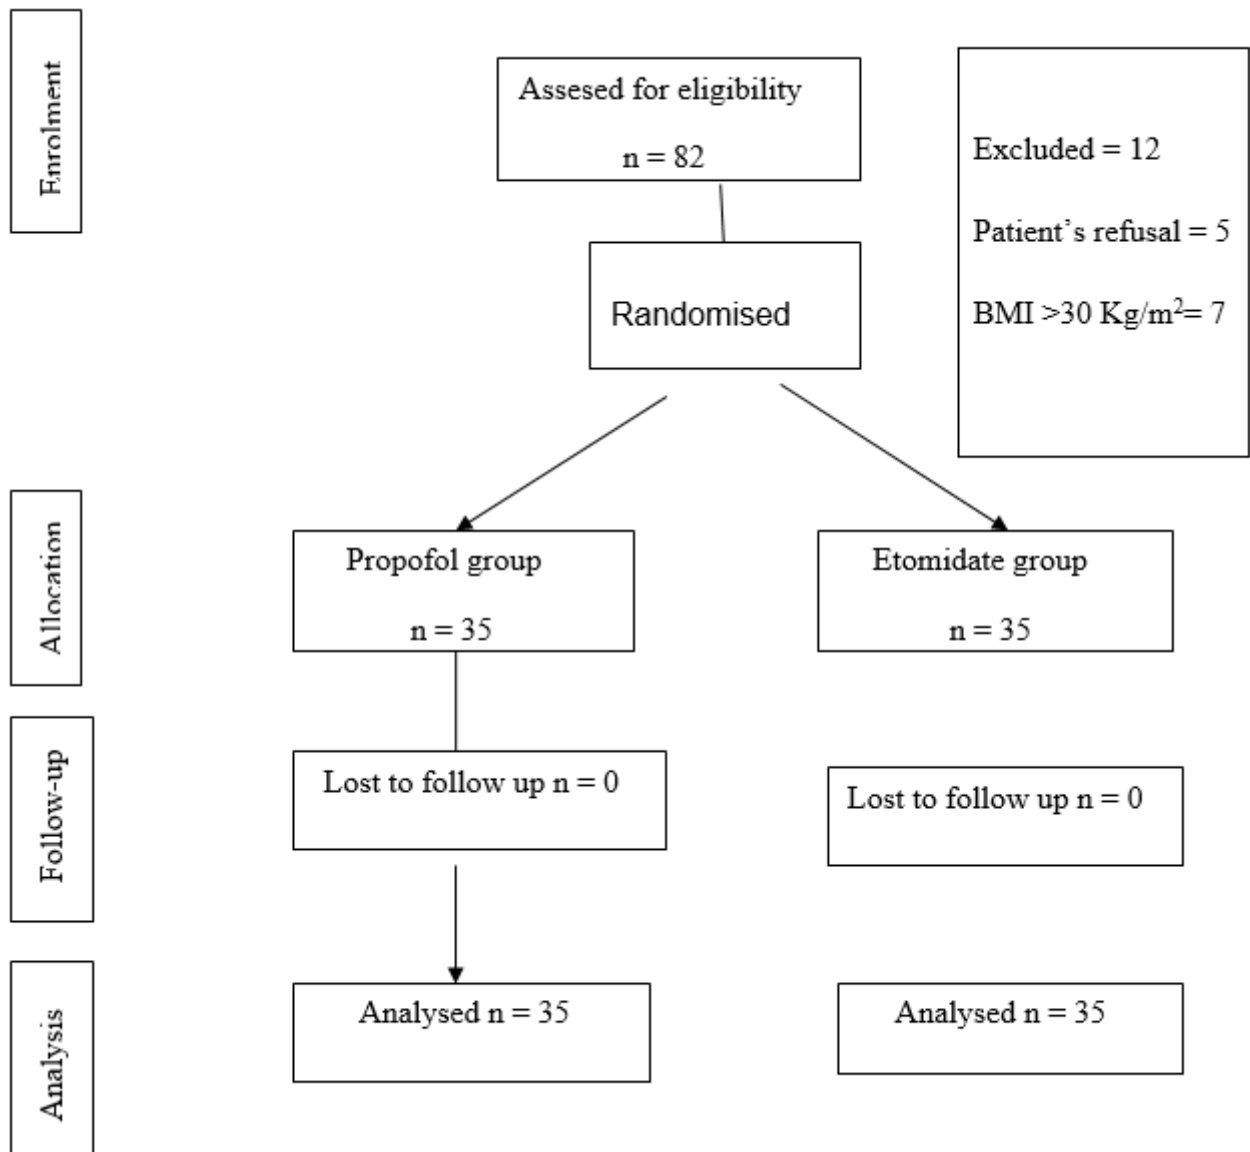 Enrolment
Assesed for eligibility
n = 82
Excluded = 12
Patient’s refusal = 5
BMI >30 Kg/m²= 7
Randomised
Allocation
Propofol group
n = 35
Etomidate group
n = 35
Follow-up
Lost to follow up n = 0
Lost to follow up n = 0
Analysis
Analysed n = 35
Analysed n = 35